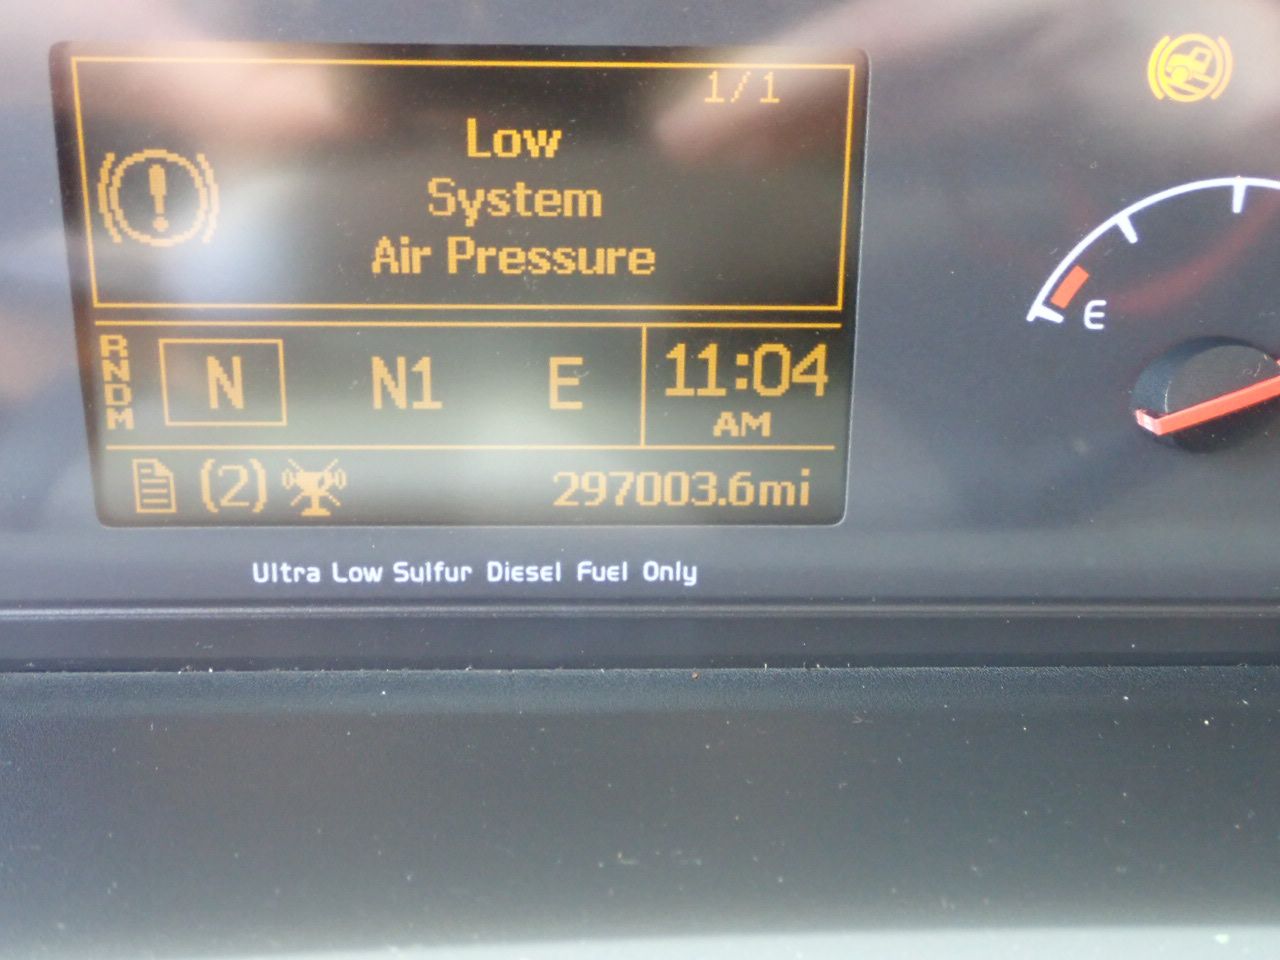 1/1
Low
System
Air Pressure
RNDM
N N1 E 11:04
AM
(2) 297003.6mi
Ultra Low Sulfur Diesel Fuel Only
E